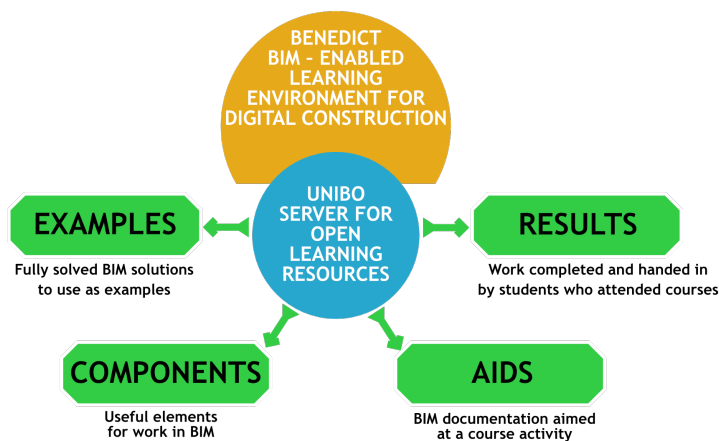 BENEDICT
BIM – ENABLED
LEARNING
ENVIRONMENT FOR
DIGITAL CONSTRUCTION
UNIBO
SERVER FOR
OPEN
LEARNING
RESOURCES
EXAMPLES
Fully solved BIM solutions
to use as examples
RESULTS
Work completed and handed in
by students who attended courses
COMPONENTS
Useful elements
for work in BIM
AIDS
BIM documentation aimed
at a course activity